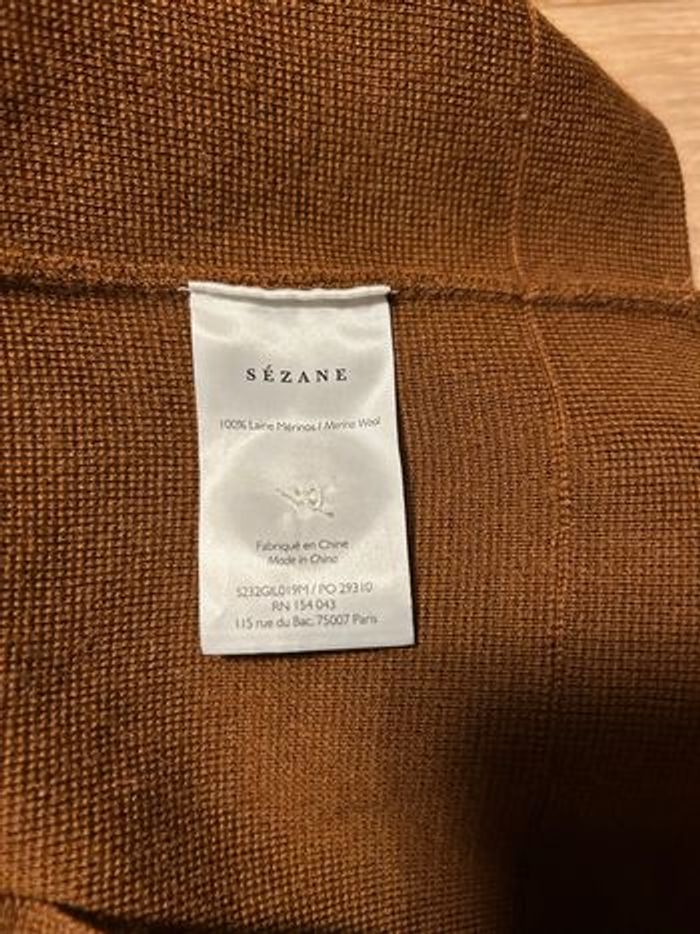 SÉZANE
100% Laine Mérinos / Merino Wool
Fabriqué en Chine
Made in China
S232GIL019M / PO 29310
RN 154 043
115 rue du Bac, 75007 Paris